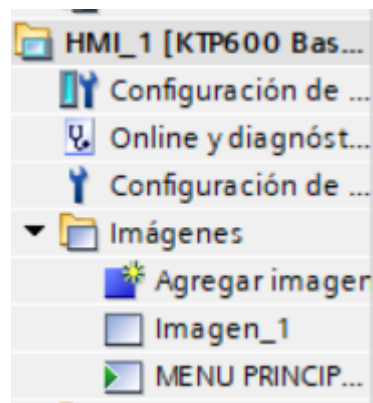 HMI_1 [KTP600 Bas...
Configuración de ...
Online y diagnóst...
Configuración de ...
Imágenes
Agregar imagen
Imagen_1
MENU PRINCIP...